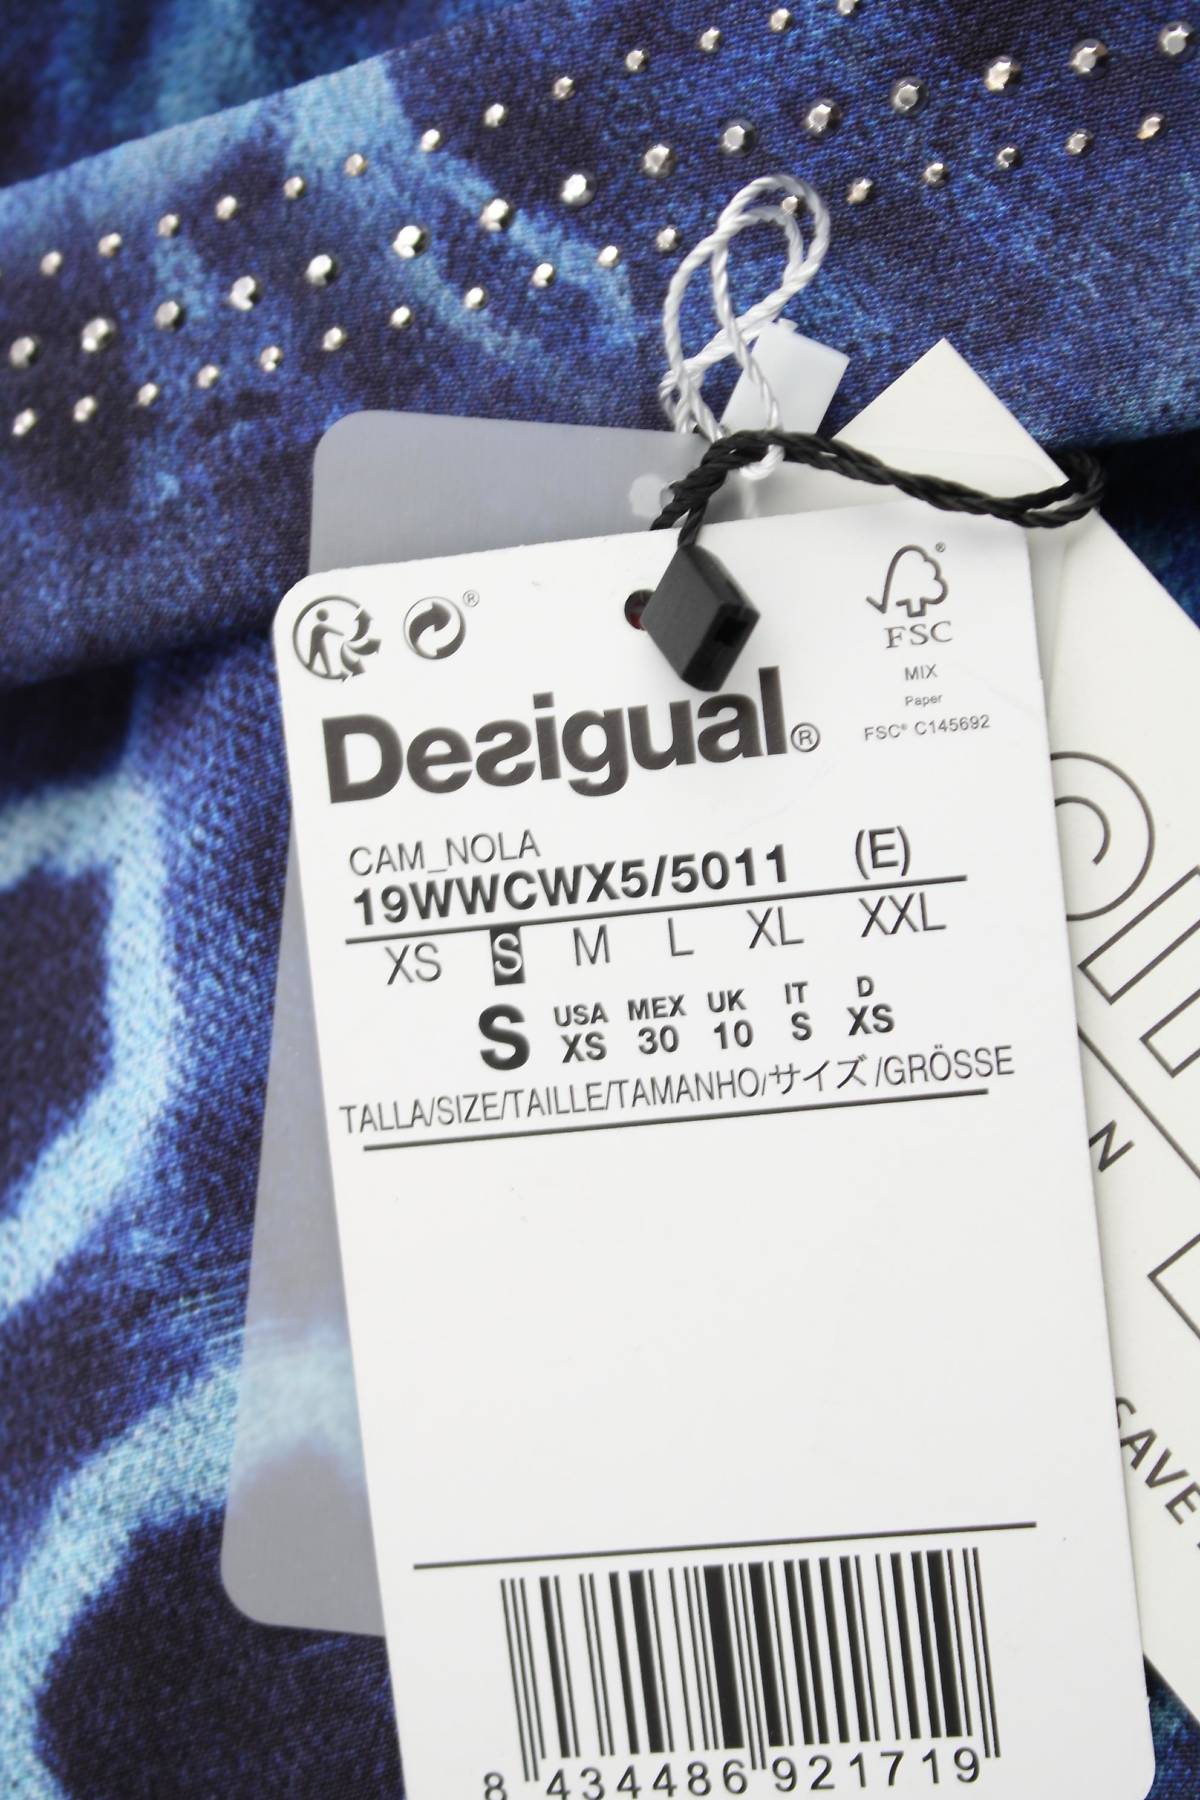 ®
®
FSC
MIX
Paper
FSC® C145692
Desigual®
CAM_NOLA
19WWCWX5/5011 (E)
XS S M L XL XXL
S USA MEX UK IT D
XS 30 10 S XS
TALLA/SIZE/TAILLE/TAMANHO/サイズ/GRÖSSE
8 434486 921719
N
SAVE